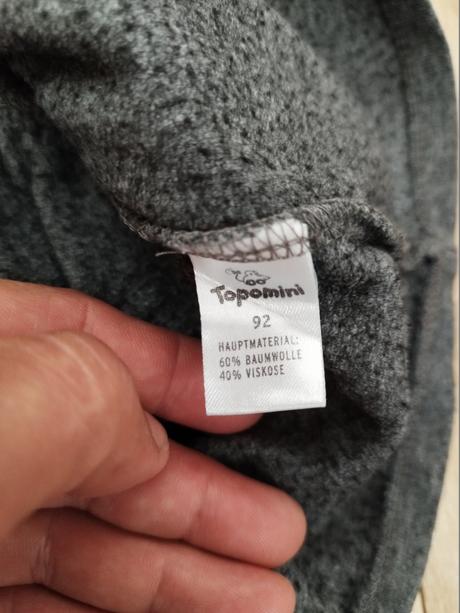 Topomini
92
HAUPTMATERIAL:
60% BAUMWOLLE
40% VISKOSE